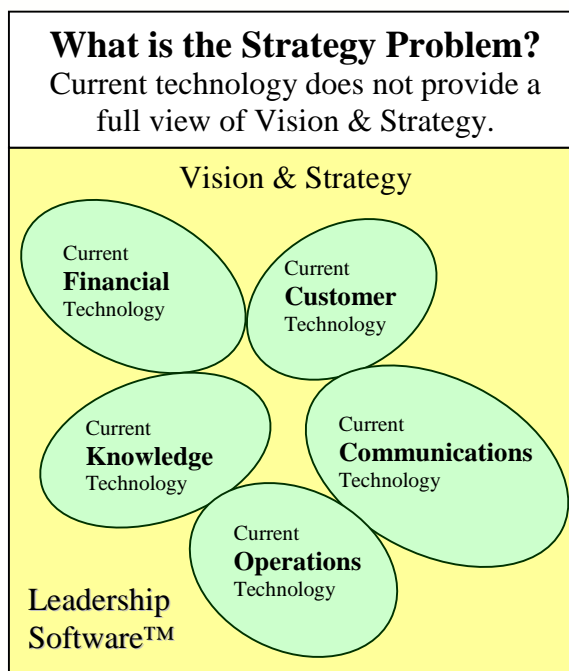 What is the Strategy Problem?
Current technology does not provide a
full view of Vision & Strategy.
Vision & Strategy
Current
Financial
Technology
Current
Customer
Technology
Current
Knowledge
Technology
Current
Communications
Technology
Current
Operations
Technology
Leadership
Software™